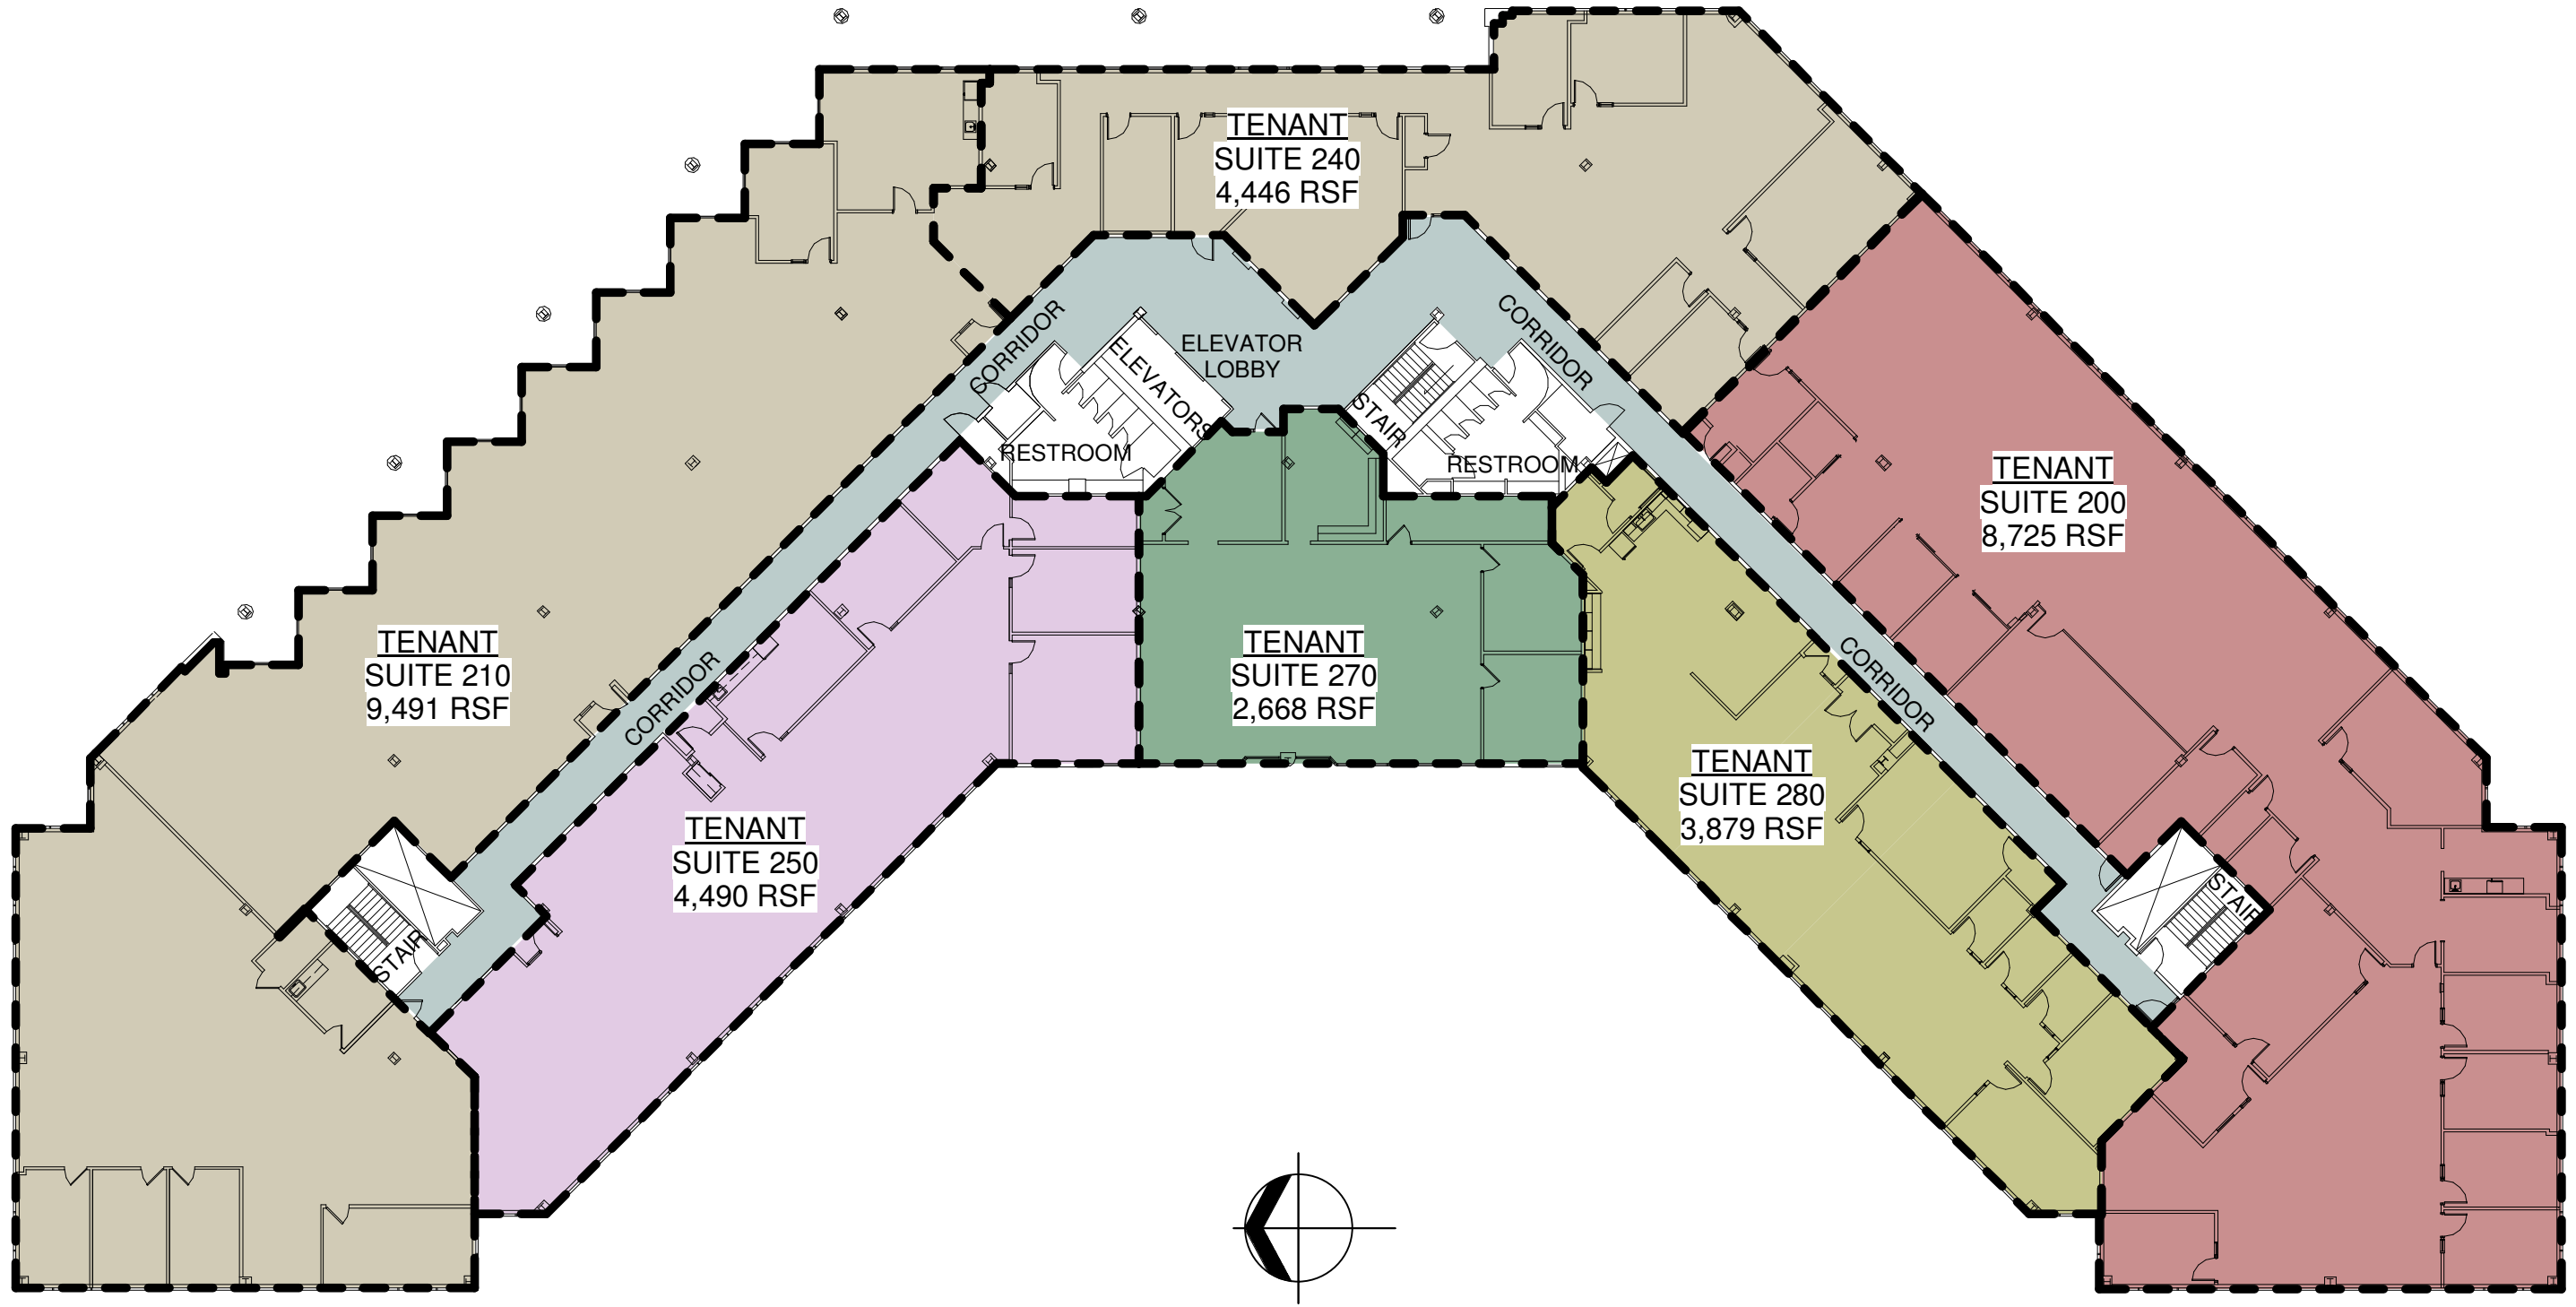 TENANT
SUITE 240
4,446 RSF
CORRIDOR
ELEVATOR
LOBBY
ELEVATORS
CORRIDOR
STAIR
RESTROOM
RESTROOM
TENANT
SUITE 200
8,725 RSF
TENANT
SUITE 210
9,491 RSF
CORRIDOR
TENANT
SUITE 270
2,668 RSF
CORRIDOR
TENANT
SUITE 280
3,879 RSF
TENANT
SUITE 250
4,490 RSF
STAIR
STAIR